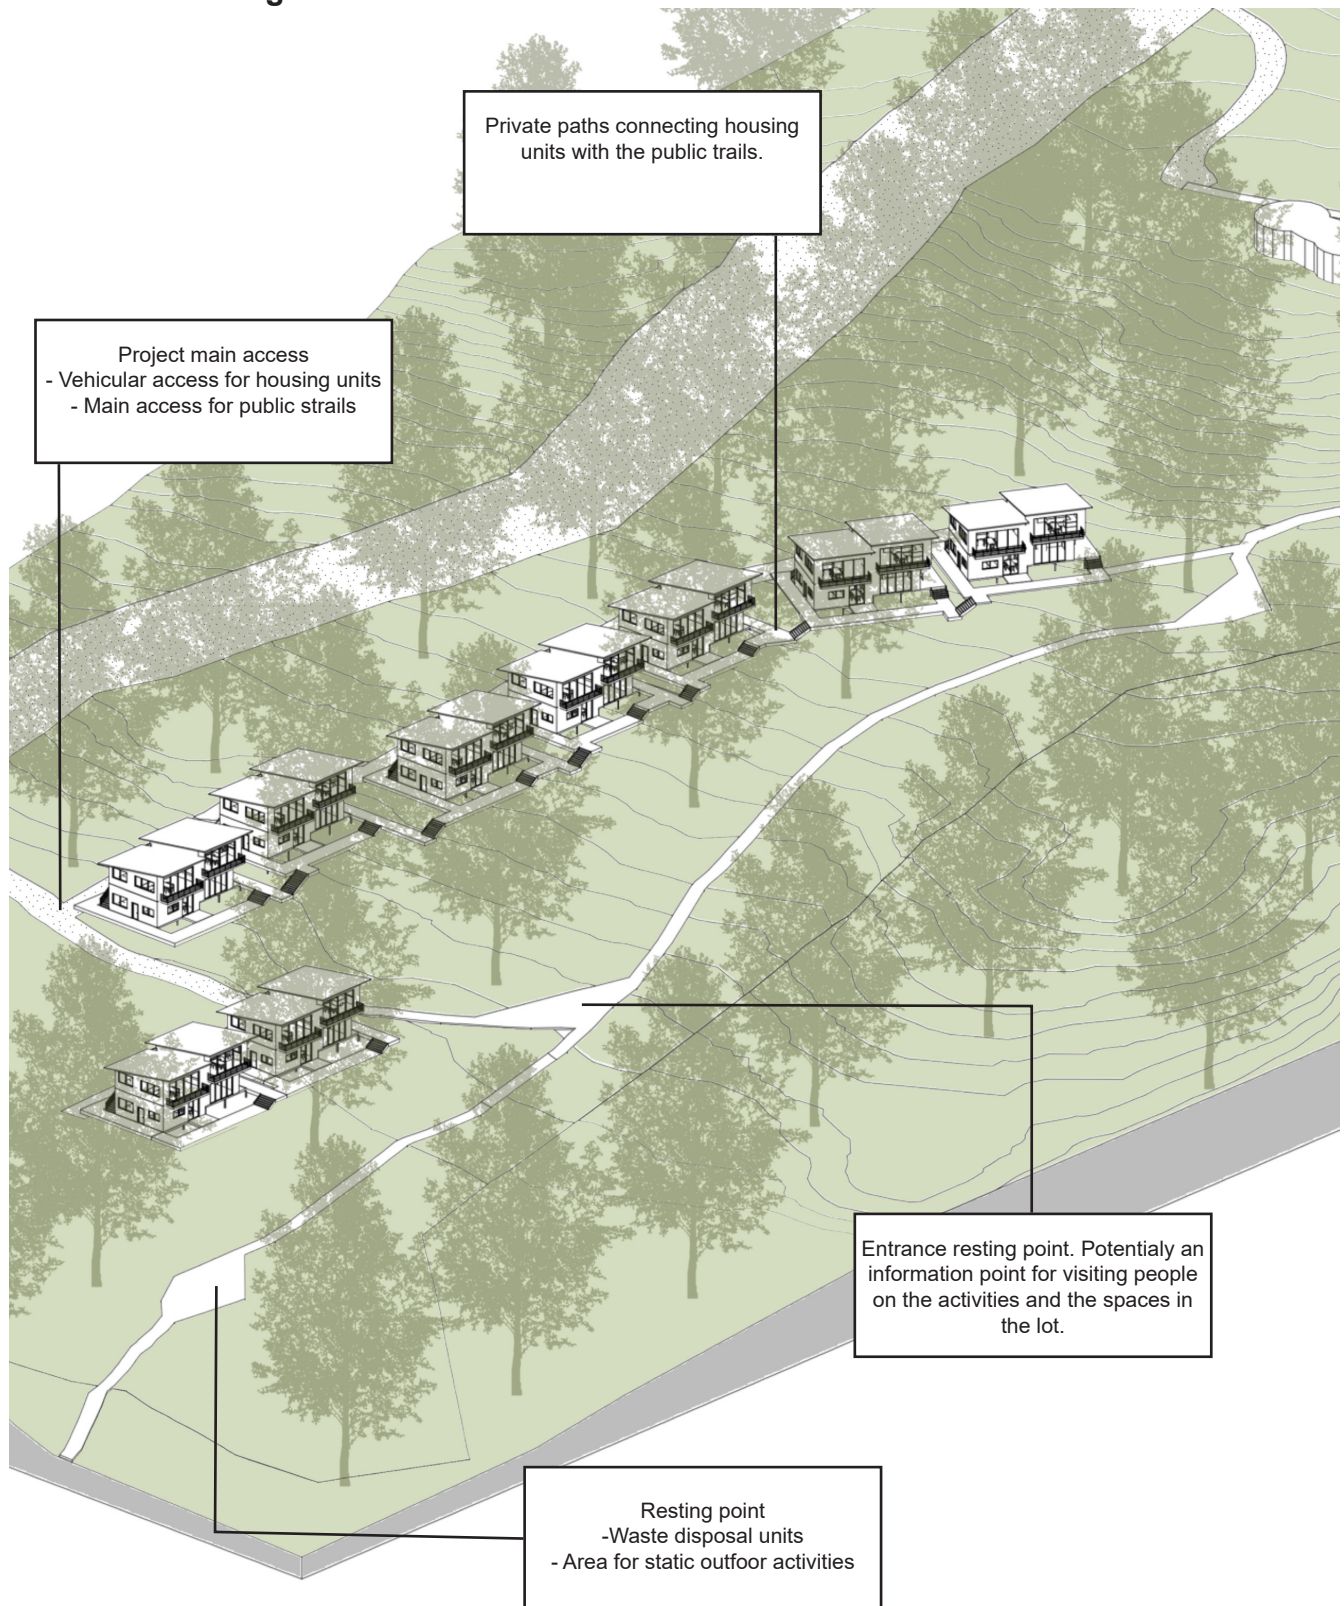 Private paths connecting housing
units with the public trails.
Project main access
- Vehicular access for housing units
- Main access for public strails
Entrance resting point. Potentialy an
information point for visiting people
on the activities and the spaces in
the lot.
Resting point
-Waste disposal units
- Area for static outfoor activities